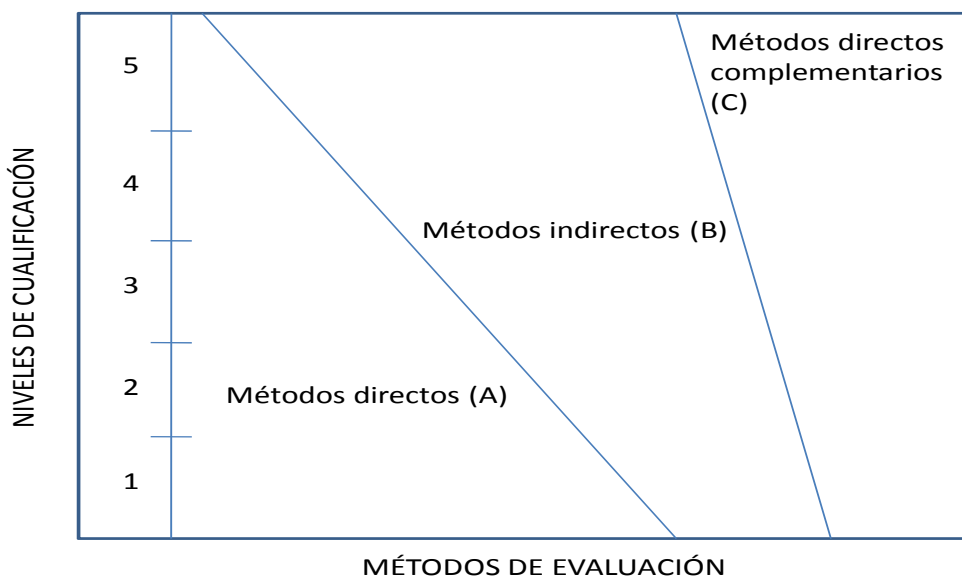 NIVELES DE CUALIFICACIÓN
5
4
3
2
1
Métodos directos
complementarios
(C)
Métodos indirectos (B)
Métodos directos (A)
MÉTODOS DE EVALUACIÓN